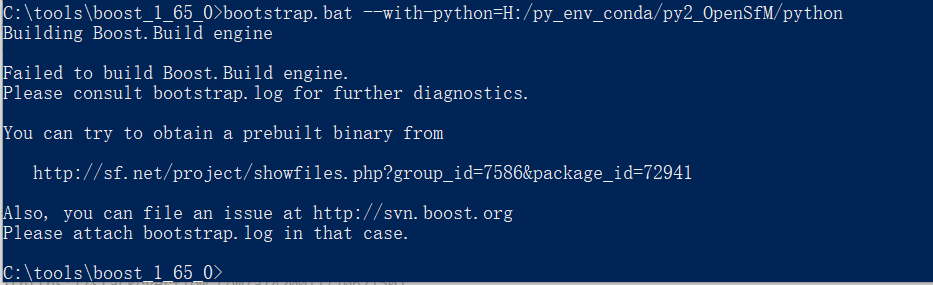 C:\tools\boost_1_65_0>bootstrap.bat --with-python=H:/py_env_conda/py2_OpenSfM/python
Building Boost.Build engine
Failed to build Boost.Build engine.
Please consult bootstrap.log for further diagnostics.
You can try to obtain a prebuilt binary from
http://sf.net/project/showfiles.php?group_id=7586&package_id=72941
Also, you can file an issue at http://svn.boost.org
Please attach bootstrap.log in that case.
C:\tools\boost_1_65_0>